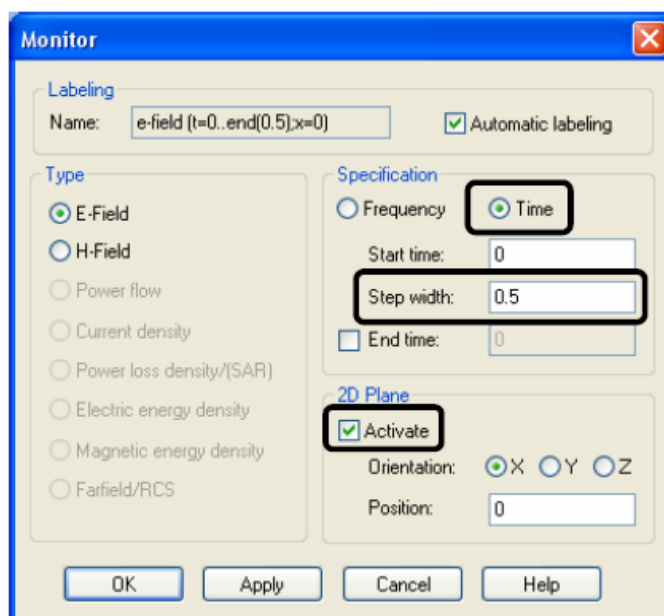 Monitor
Labeling
Name: e-field (t=0..end(0.5);x=0) Automatic labeling
Type
E-Field
H-Field
Power flow
Current density
Power loss density/(SAR)
Electric energy density
Magnetic energy density
Farfield/RCS
Specification
Frequency Time
Start time: 0
Step width: 0.5
End time: 0
2D Plane
Activate
Orientation: X Y Z
Position: 0
OK Apply Cancel Help